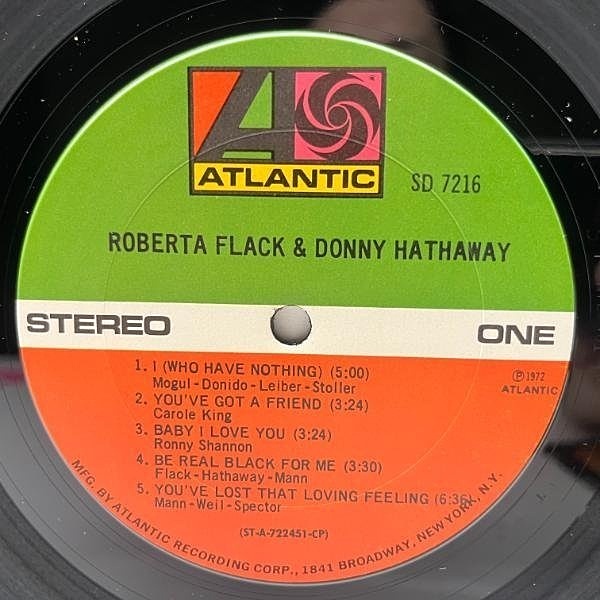 ATLANTIC
SD 7216
ROBERTA FLACK & DONNY HATHAWAY
STEREO
ONE
1. I (WHO HAVE NOTHING) (5:00)
Mogul-Donido-Leiber-Stoller
2. YOU'VE GOT A FRIEND (3:24)
Carole King
3. BABY I LOVE YOU (3:24)
Ronny Shannon
4. BE REAL BLACK FOR ME (3:30)
Flack-Hathaway-Mann
5. YOU'VE LOST THAT LOVING FEELING (6:36)
Mann-Weil-Spector
℗1972
ATLANTIC
(ST-A-722451-CP)
MFG. BY ATLANTIC RECORDING CORP., 1841 BROADWAY, NEW YORK, N.Y.